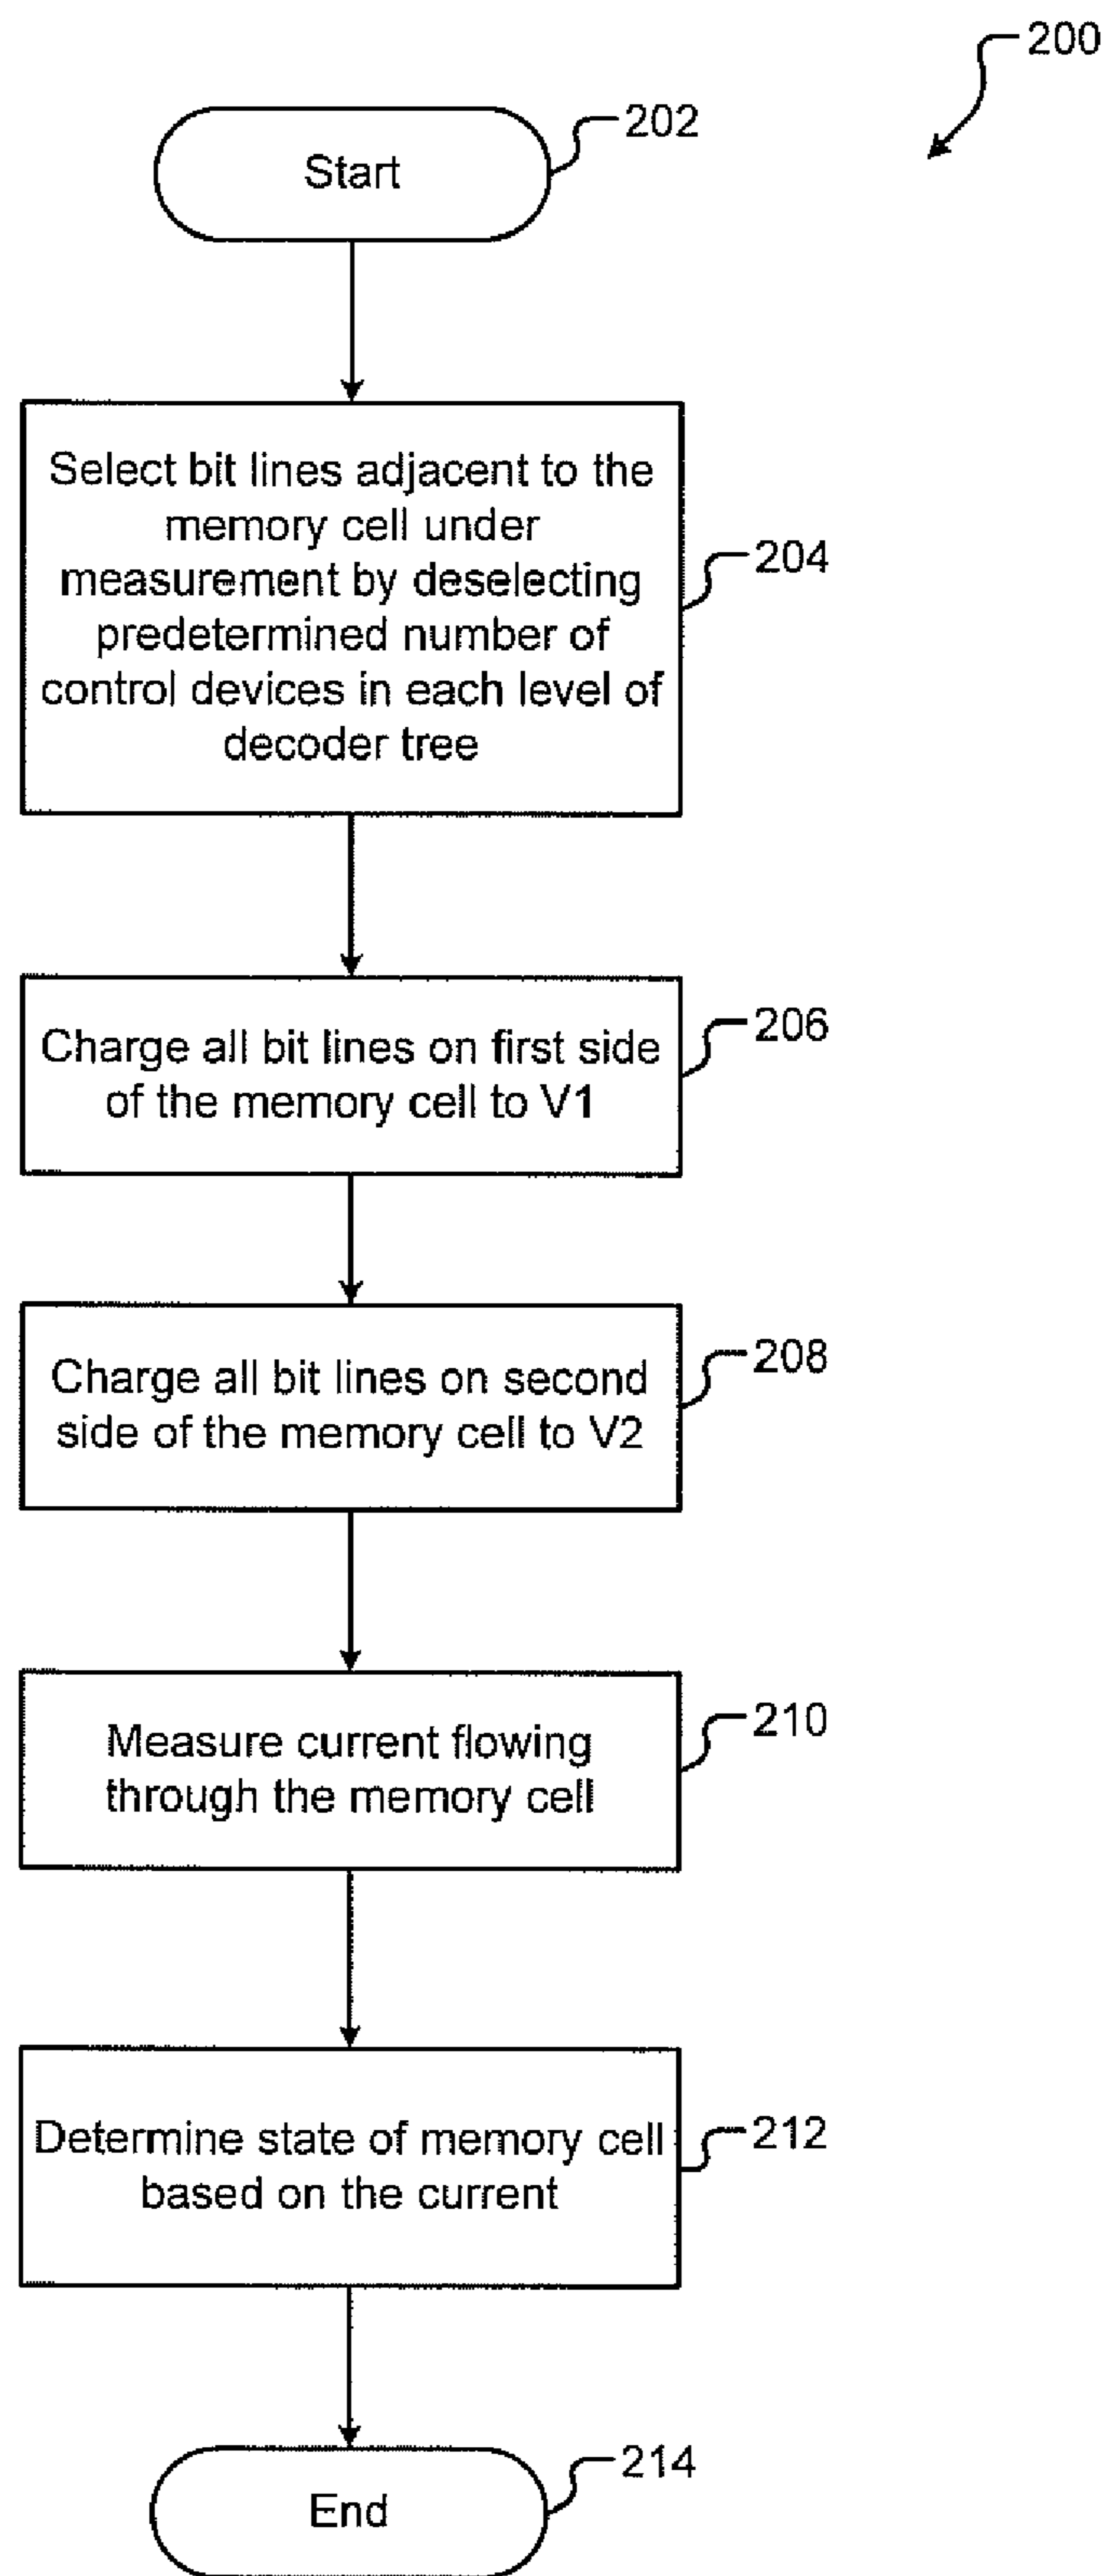 200
202
Start
Select bit lines adjacent to the
memory cell under
measurement by deselecting
predetermined number of
control devices in each level of
decoder tree
204
Charge all bit lines on first side
of the memory cell to V1
206
Charge all bit lines on second
side of the memory cell to V2
208
Measure current flowing
through the memory cell
210
Determine state of memory cell
based on the current
212
End
214